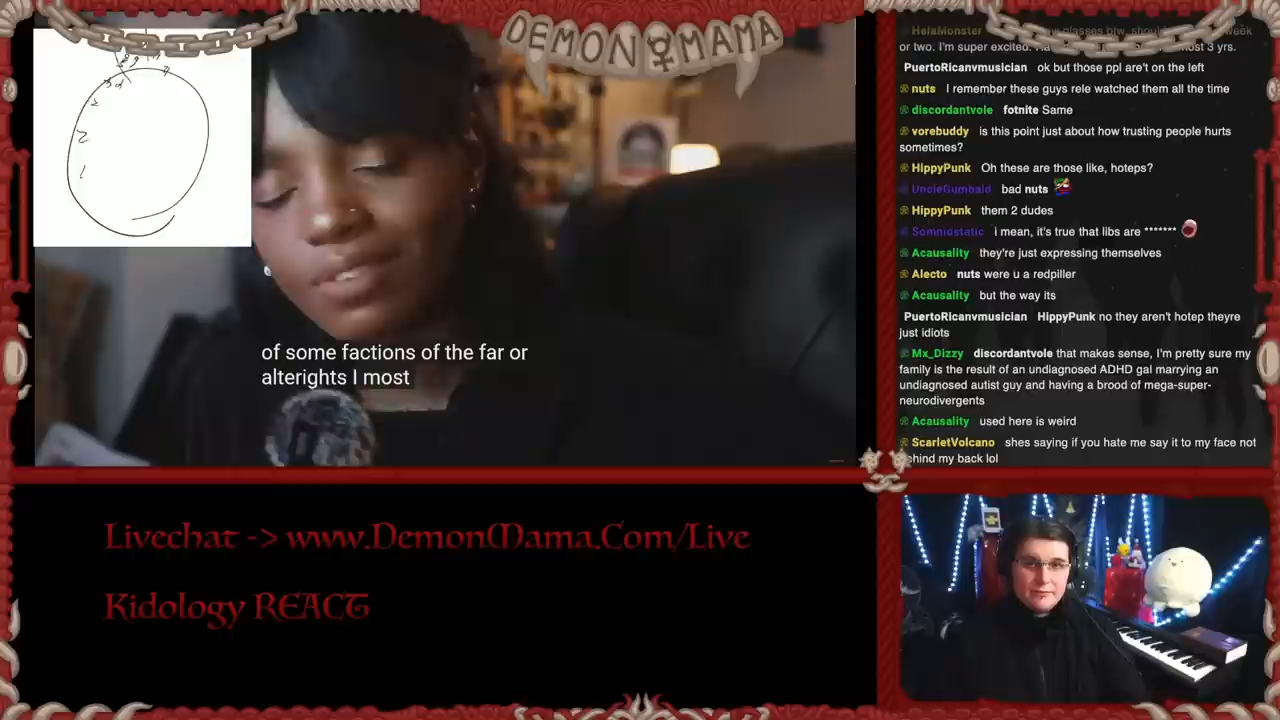 DEMON MAMA
of some factions of the far or
alterights I most
HelaMonster
or two. I'm super excited.
PuertoRicanvmusician ok but those ppl are't on the left
nuts I remember these guys rele watched them all the time
discordantvole fotnite Same
vorebuddy is this point just about how trusting people hurts
sometimes?
HippyPunk Oh these are those like, hoteps?
UncleGumbald bad nuts
HippyPunk them 2 dudes
Somniastatic i mean, it's true that libs are *******
Acausality they're just expressing themselves
Alecto nuts were u a redpiller
Acausality but the way its
PuertoRicanvmusician HippyPunk no they aren't hotep theyre
just idiots
Mx_Dizzy discordantvole that makes sense, I'm pretty sure my
family is the result of an undiagnosed ADHD gal marrying an
undiagnosed autist guy and having a brood of mega-super-
neurodivergents
Acausality used here is weird
ScarletVolcano shes saying if you hate me say it to my face not
behind my back lol
Livechat -> www.DemonMama.Com/Live
Kidology REACT